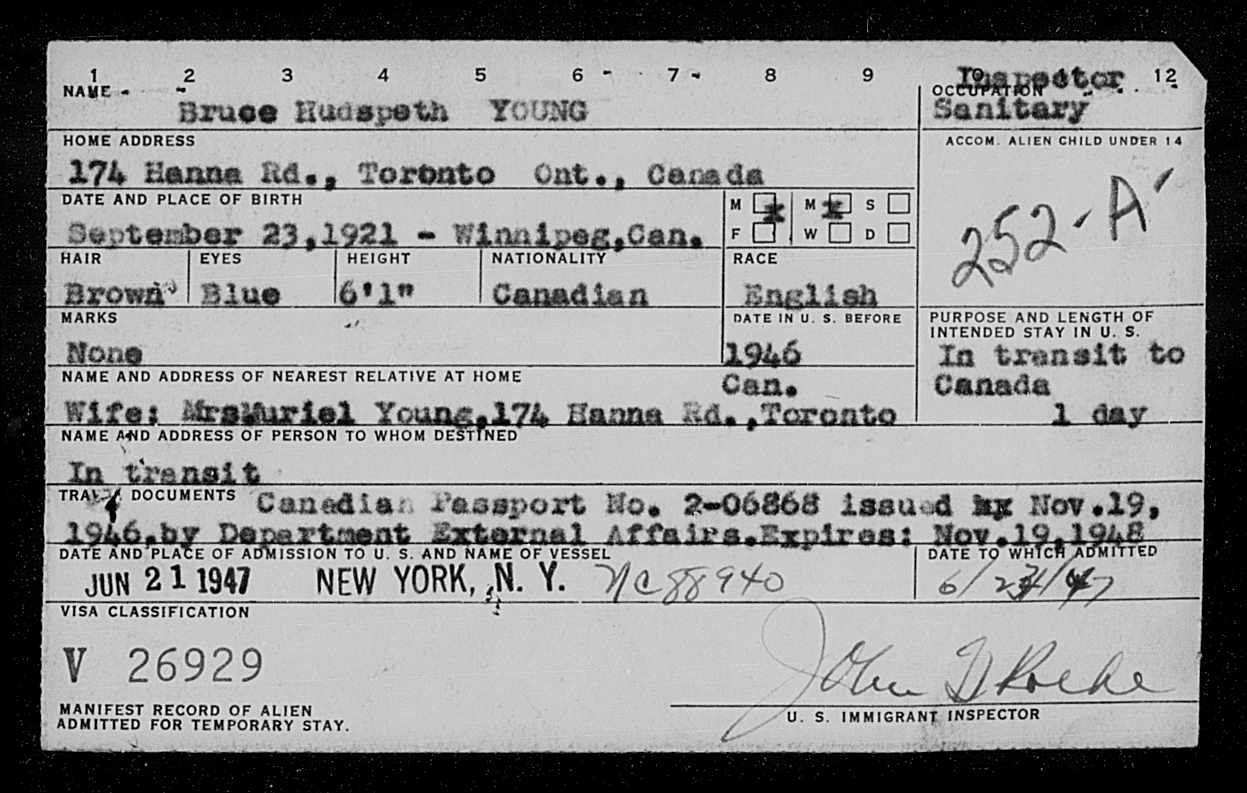 1 2 3 4 5 6 - 7 - 8 9 12
NAME Bruce Hudspeth YOUNG
OCCUPATION Inspector
Sanitary
HOME ADDRESS
174 Hanna Rd., Toronto Ont., Canada
ACCOM. ALIEN CHILD UNDER 14
252-A
DATE AND PLACE OF BIRTH
September 23,1921 - Winnipeg,Can.
M x M x S
F W D
HAIR EYES HEIGHT NATIONALITY RACE
Brown Blue 6'1" Canadian English
MARKS DATE IN U. S. BEFORE
None 1946
PURPOSE AND LENGTH OF
INTENDED STAY IN U. S.
In transit to
Canada
1 day
NAME AND ADDRESS OF NEAREST RELATIVE AT HOME
Can.
Wife: MrsMuriel Young,174 Hanna Rd.,Toronto
NAME AND ADDRESS OF PERSON TO WHOM DESTINED
In transit
TRAVEL DOCUMENTS Canadian Passport No. 2-06868 issued Nov.19,
1946,by Department External Affairs.Expires: Nov.19,1948
DATE AND PLACE OF ADMISSION TO U. S. AND NAME OF VESSEL
JUN 21 1947 NEW YORK, N. Y. NC88940
DATE TO WHICH ADMITTED
VISA CLASSIFICATION
V 26929
MANIFEST RECORD OF ALIEN
ADMITTED FOR TEMPORARY STAY.
John D Roche
U. S. IMMIGRANT INSPECTOR